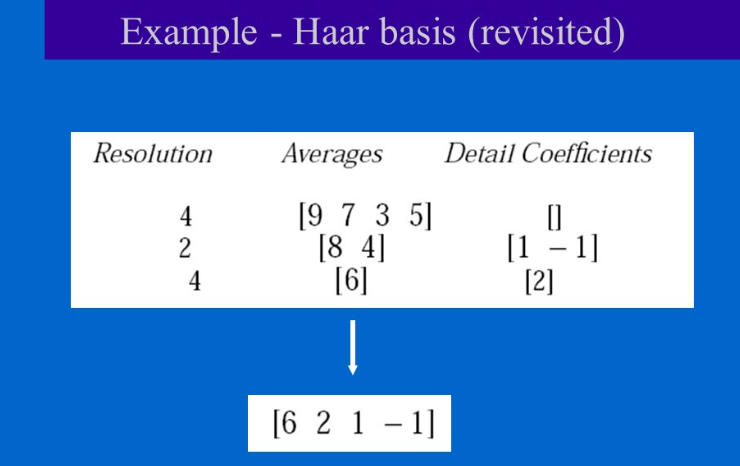 Example - Haar basis (revisited)
Resolution Averages Detail Coefficients
4 [9 7 3 5] []
2 [8 4] [1 – 1]
4 [6] [2]
[6 2 1 – 1]